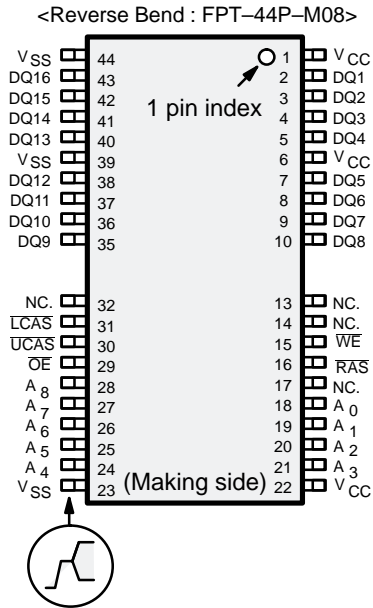 <Reverse Bend : FPT–44P–M08>
VSS 44 1 VCC
DQ16 43 2 DQ1
DQ15 42 3 DQ2
1 pin index
DQ14 41 4 DQ3
DQ13 40 5 DQ4
VSS 39 6 VCC
DQ12 38 7 DQ5
DQ11 37 8 DQ6
DQ10 36 9 DQ7
DQ9 35 10 DQ8
NC. 32 13 NC.
LCAS 31 14 NC.
UCAS 30 15 WE
OE 29 16 RAS
A8 28 17 NC.
A7 27 18 A0
A6 26 19 A1
A5 25 20 A2
A4 24 21 A3
VSS 23 (Making side) 22 VCC